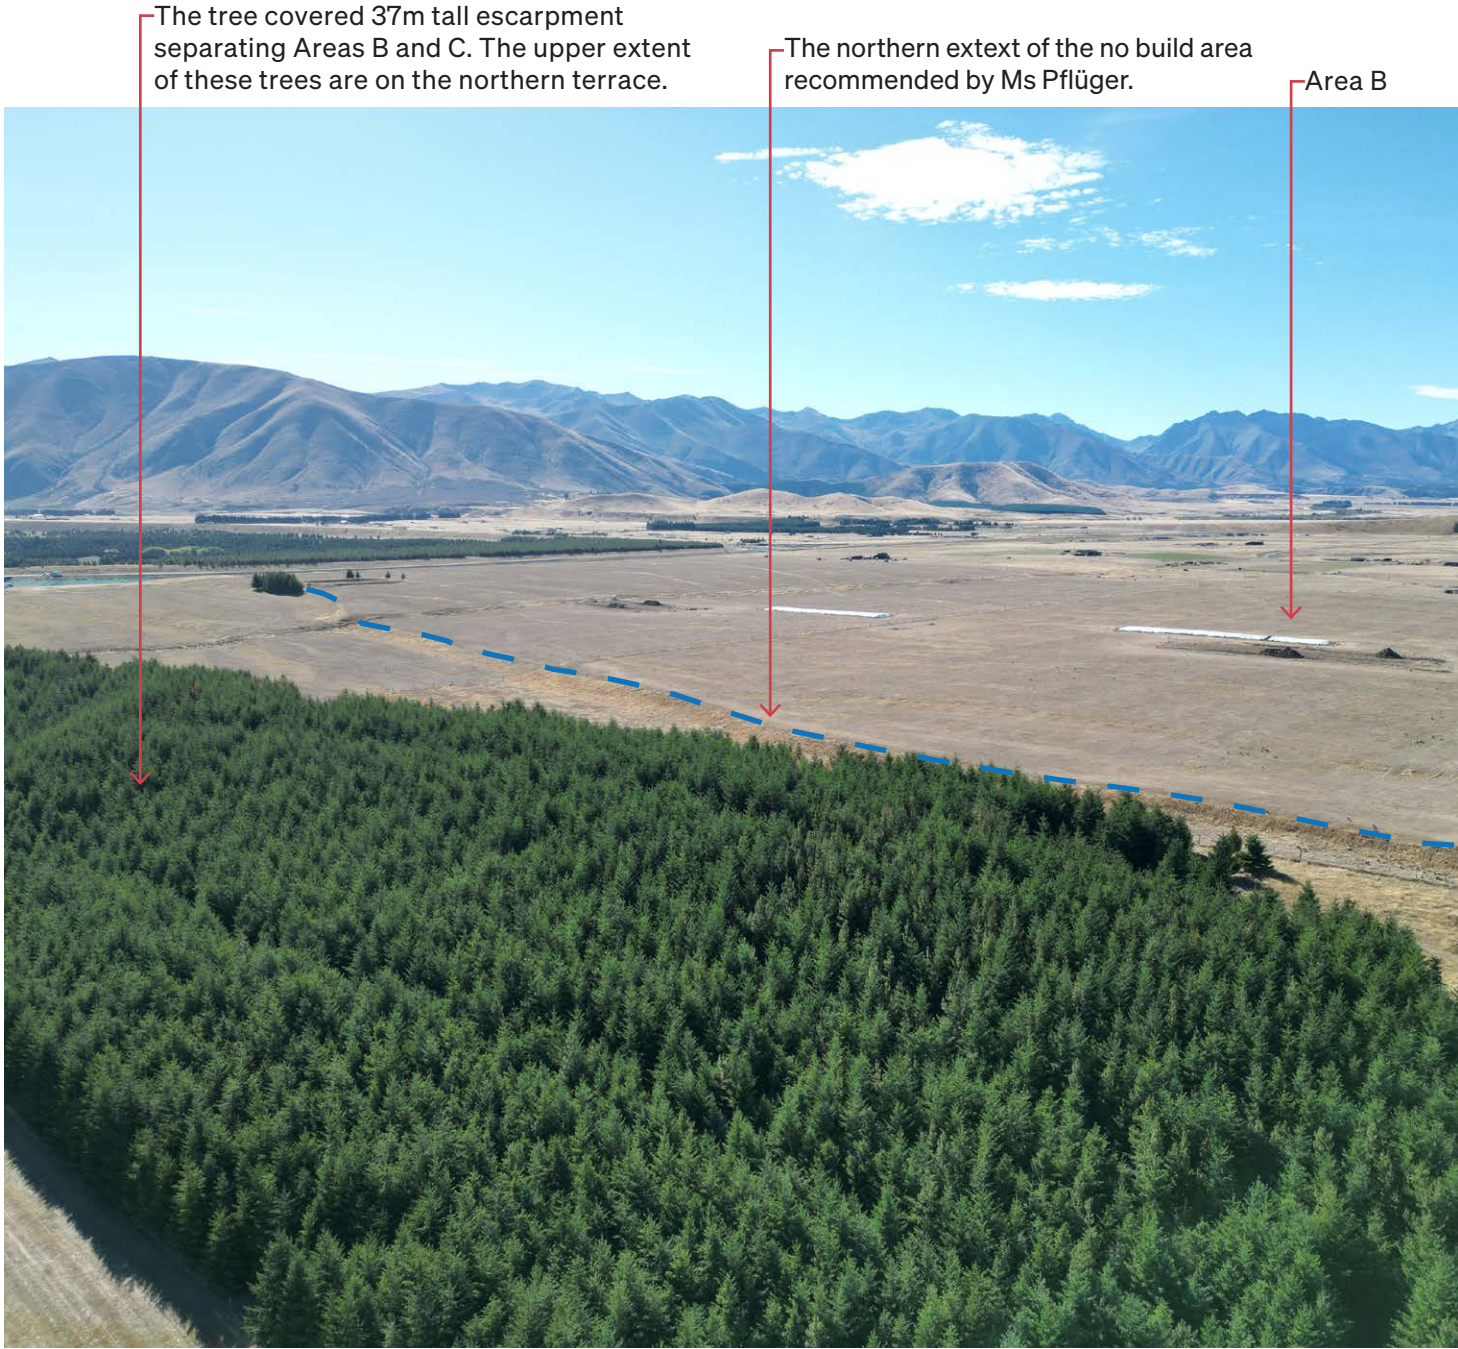 The tree covered 37m tall escarpment
separating Areas B and C. The upper extent
of these trees are on the northern terrace.
The northern extext of the no build area
recommended by Ms Pflüger.
Area B